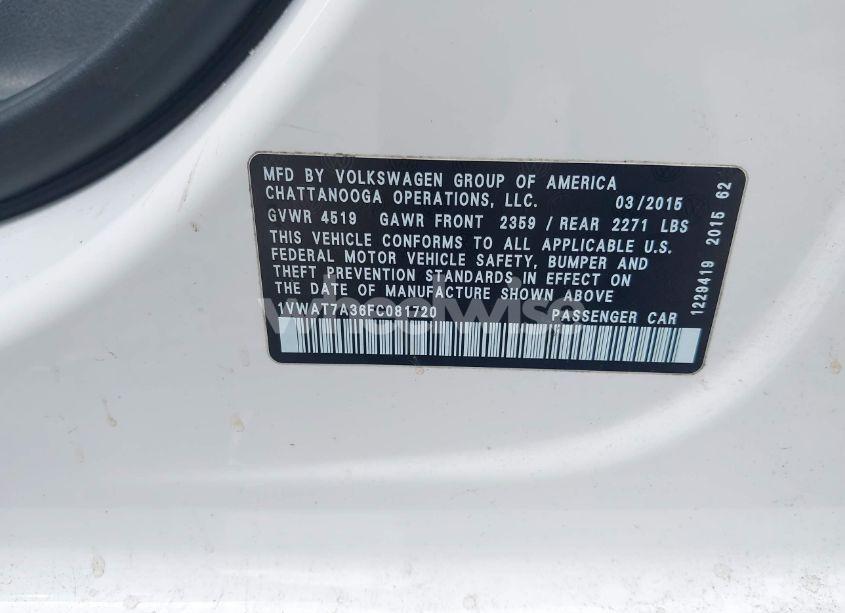 MFD BY VOLKSWAGEN GROUP OF AMERICA
CHATTANOOGA OPERATIONS, LLC. 03/2015
GVWR 4519 GAWR FRONT 2359 / REAR 2271 LBS
THIS VEHICLE CONFORMS TO ALL APPLICABLE U.S.
FEDERAL MOTOR VEHICLE SAFETY, BUMPER AND
THEFT PREVENTION STANDARDS IN EFFECT ON
THE DATE OF MANUFACTURE SHOWN ABOVE
1VWAT7A36FC081720 PASSENGER CAR
1229419 2015 62
wheelwise